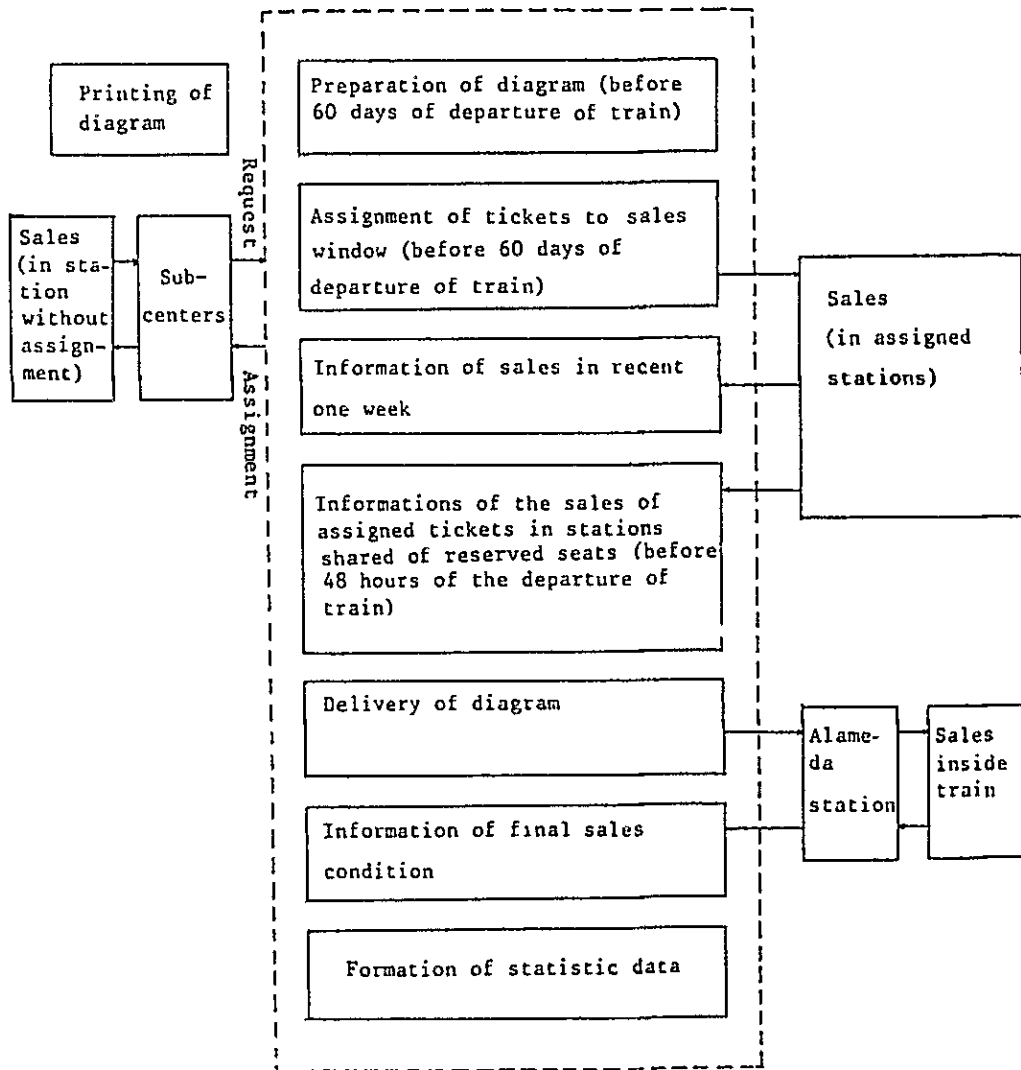 Printing of
diagram
Preparation of diagram (before
60 days of departure of train)
Request
Assignment of tickets to sales
window (before 60 days of
departure of train)
Sales
(in sta-
tion
without
assign-
ment)
Sub-
centers
Assignment
Sales
(in assigned
stations)
Information of sales in recent
one week
Informations of the sales of
assigned tickets in stations
shared of reserved seats (before
48 hours of the departure of
train)
Delivery of diagram
Alame-
da
station
Sales
inside
train
Information of final sales
condition
Formation of statistic data